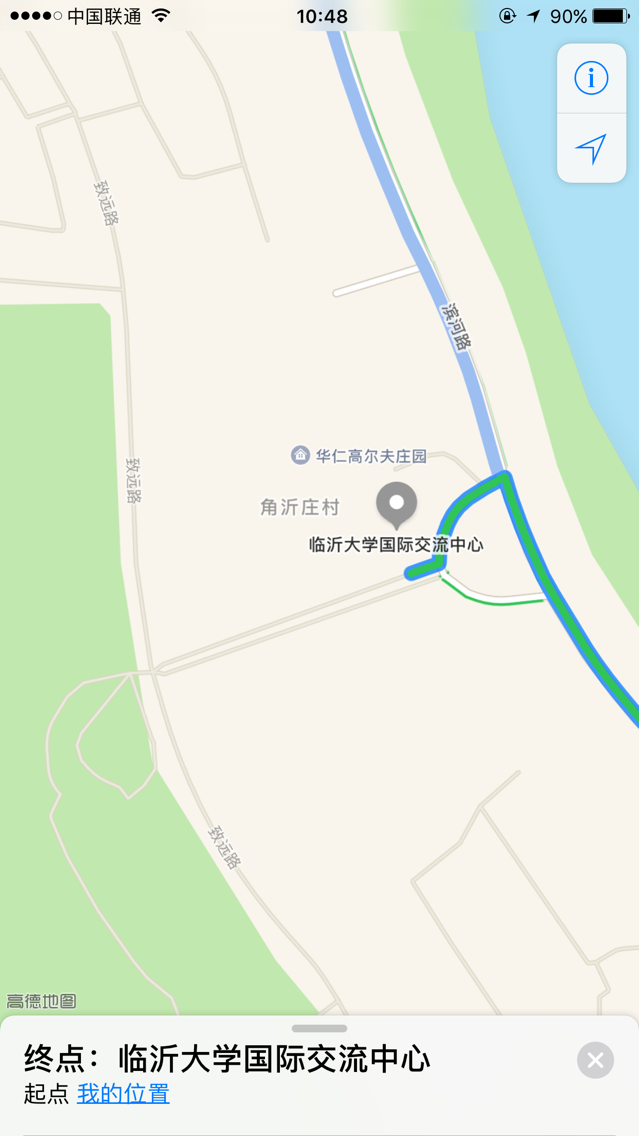 中国联通 10:48 90%
致远路
滨河路
华仁高尔夫庄园
致远路
角沂庄村
临沂大学国际交流中心
致远路
高德地图
终点：临沂大学国际交流中心
起点 我的位置